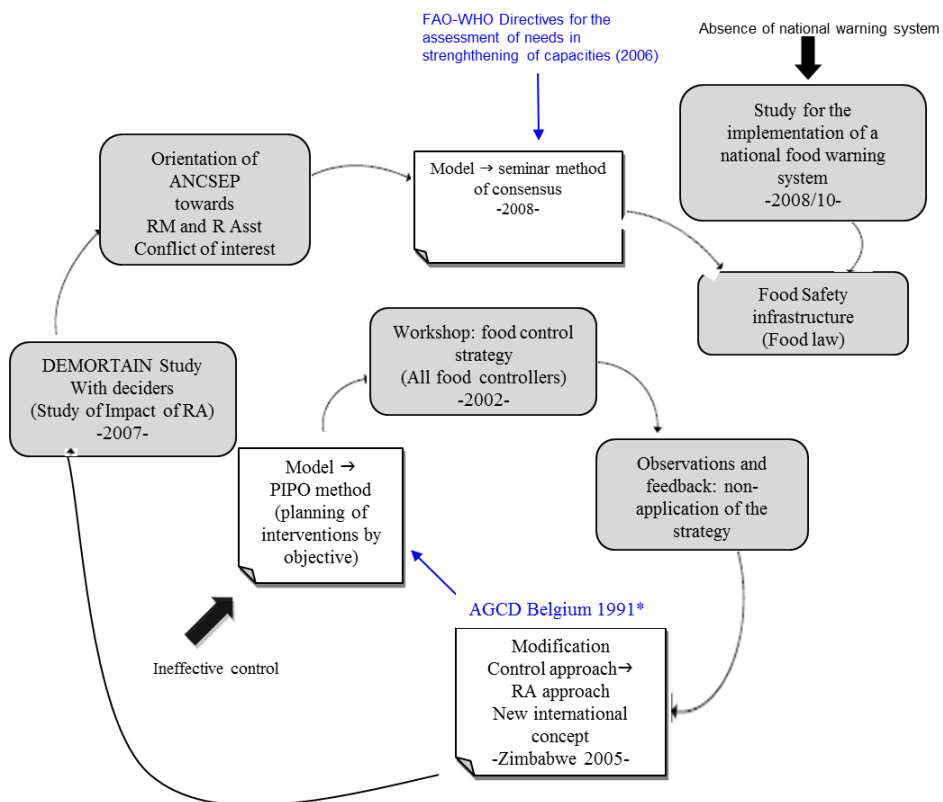 FAO-WHO Directives for the
assessment of needs in
strenghthening of capacities (2006)
Absence of national warning system
Study for the
implementation of a
national food warning
system
-2008/10-
Orientation of
ANCSEP
towards
RM and R Asst
Conflict of interest
Model → seminar method
of consensus
-2008-
Food Safety
infrastructure
(Food law)
Workshop: food control
strategy
(All food controllers)
-2002-
DEMORTAIN Study
With deciders
(Study of Impact of RA)
-2007-
Model →
PIPO method
(planning of
interventions by
objective)
Observations and
feedback: non-
application of the
strategy
AGCD Belgium 1991*
Ineffective control
Modification
Control approach→
RA approach
New international
concept
-Zimbabwe 2005-